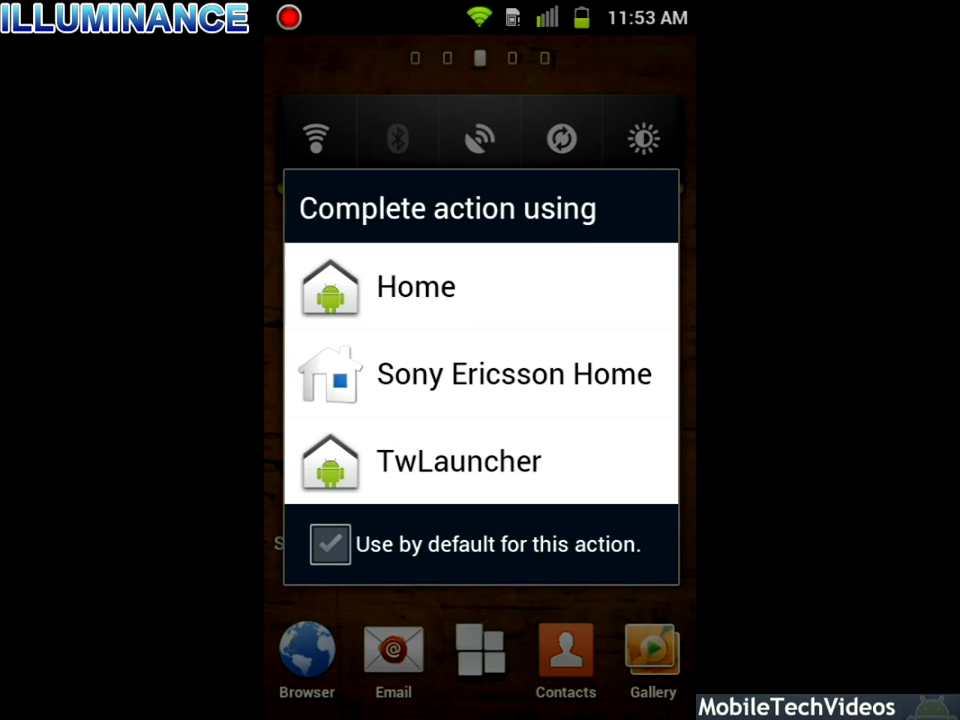 ILLUMINANCE
11:53 AM
Complete action using
Home
Sony Ericsson Home
TwLauncher
Use by default for this action.
Browser
Email
Contacts
Gallery
MobileTechVideos